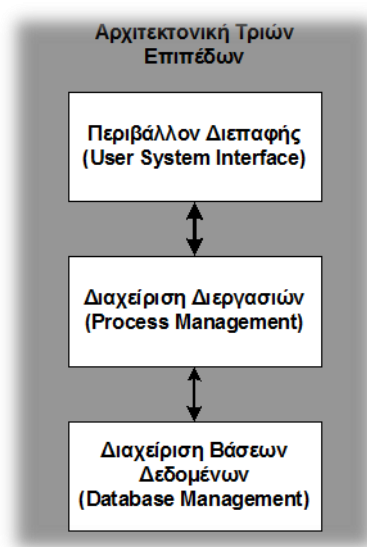 Αρχιτεκτονική Τριών
Επιπέδων
Περιβάλλον Διεπαφής
(User System Interface)
Διαχείριση Διεργασιών
(Process Management)
Διαχείριση Βάσεων
Δεδομένων
(Database Management)